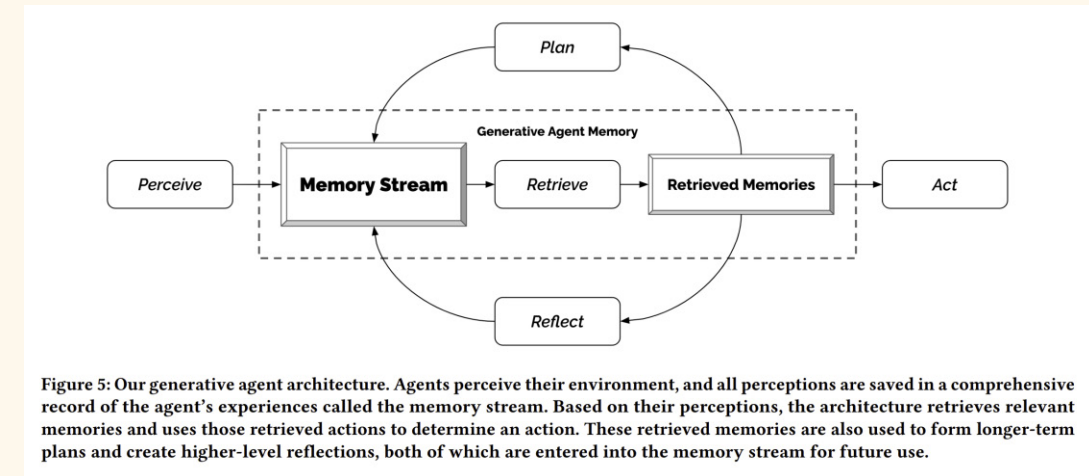 Plan
Generative Agent Memory
Perceive
Memory Stream
Retrieve
Retrieved Memories
Act
Reflect
Figure 5: Our generative agent architecture. Agents perceive their environment, and all perceptions are saved in a comprehensive
record of the agent's experiences called the memory stream. Based on their perceptions, the architecture retrieves relevant
memories and uses those retrieved actions to determine an action. These retrieved memories are also used to form longer-term
plans and create higher-level reflections, both of which are entered into the memory stream for future use.